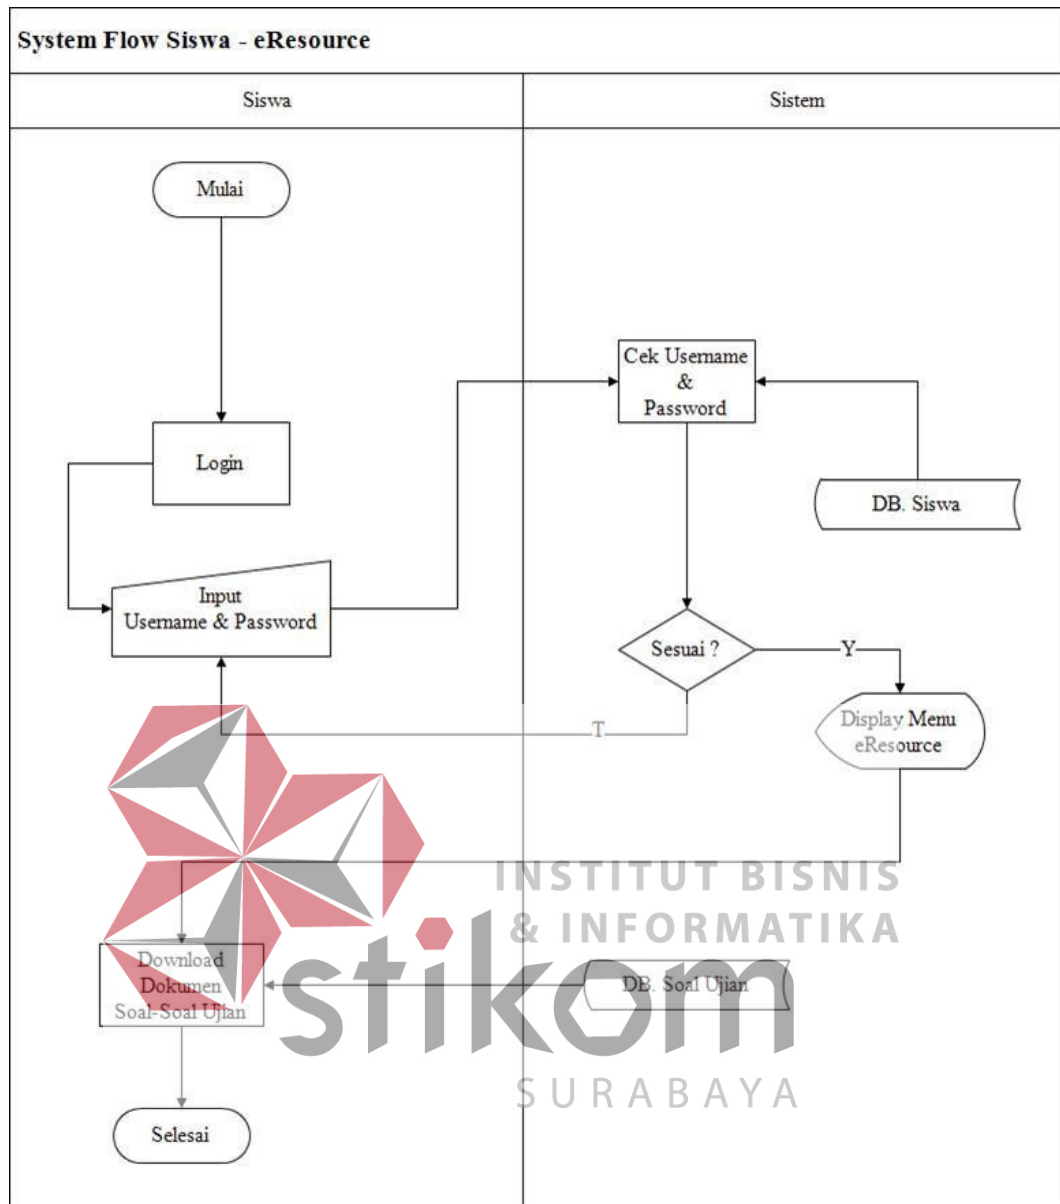 System Flow Siswa - eResource
Siswa
Sistem
Mulai
Cek Username
&
Password
Login
DB. Siswa
Input
Username & Password
Sesuai ?
Y
T
Display Menu
eResource
INSTITUT BISNIS
& INFORMATIKA
stikom
SURABAYA
Download
Dokumen
Soal-Soal Ujian
DB. Soal Ujian
Selesai